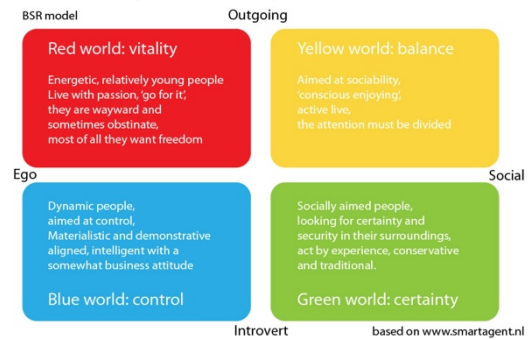 BSR model
Outgoing
Red world: vitality
Energetic, relatively young people
Live with passion, 'go for it',
they are wayward and
sometimes obstinate,
most of all they want freedom
Yellow world: balance
Aimed at sociability,
'conscious enjoying',
active live,
the attention must be divided
Ego
Social
Dynamic people,
aimed at control,
Materialistic and demonstrative
aligned, intelligent with a
somewhat business attitude
Blue world: control
Socially aimed people,
looking for certainty and
security in their surroundings,
act by experience, conservative
and traditional.
Green world: certainty
Introvert
based on www.smartagent.nl